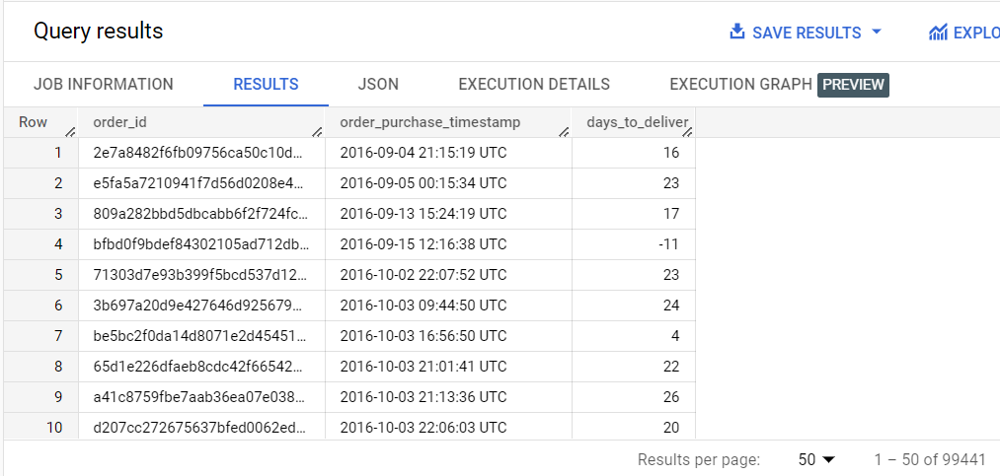 Query results SAVE RESULTS EXPLO
JOB INFORMATION RESULTS JSON EXECUTION DETAILS EXECUTION GRAPH PREVIEW
Row order_id order_purchase_timestamp days_to_deliver
1 2e7a8482f6fb09756ca50c10d... 2016-09-04 21:15:19 UTC 16
2 e5fa5a7210941f7d56d0208e4... 2016-09-05 00:15:34 UTC 23
3 809a282bbd5dbcabb6f2f724fc... 2016-09-13 15:24:19 UTC 17
4 bfbd0f9bdef84302105ad712db... 2016-09-15 12:16:38 UTC -11
5 71303d7e93b399f5bcd537d12... 2016-10-02 22:07:52 UTC 23
6 3b697a20d9e427646d925679... 2016-10-03 09:44:50 UTC 24
7 be5bc2f0da14d8071e2d45451... 2016-10-03 16:56:50 UTC 4
8 65d1e226dfaeb8cdc42f66542... 2016-10-03 21:01:41 UTC 22
9 a41c8759fbe7aab36ea07e038... 2016-10-03 21:13:36 UTC 26
10 d207cc272675637bfed0062ed... 2016-10-03 22:06:03 UTC 20
Results per page: 50 1 – 50 of 99441